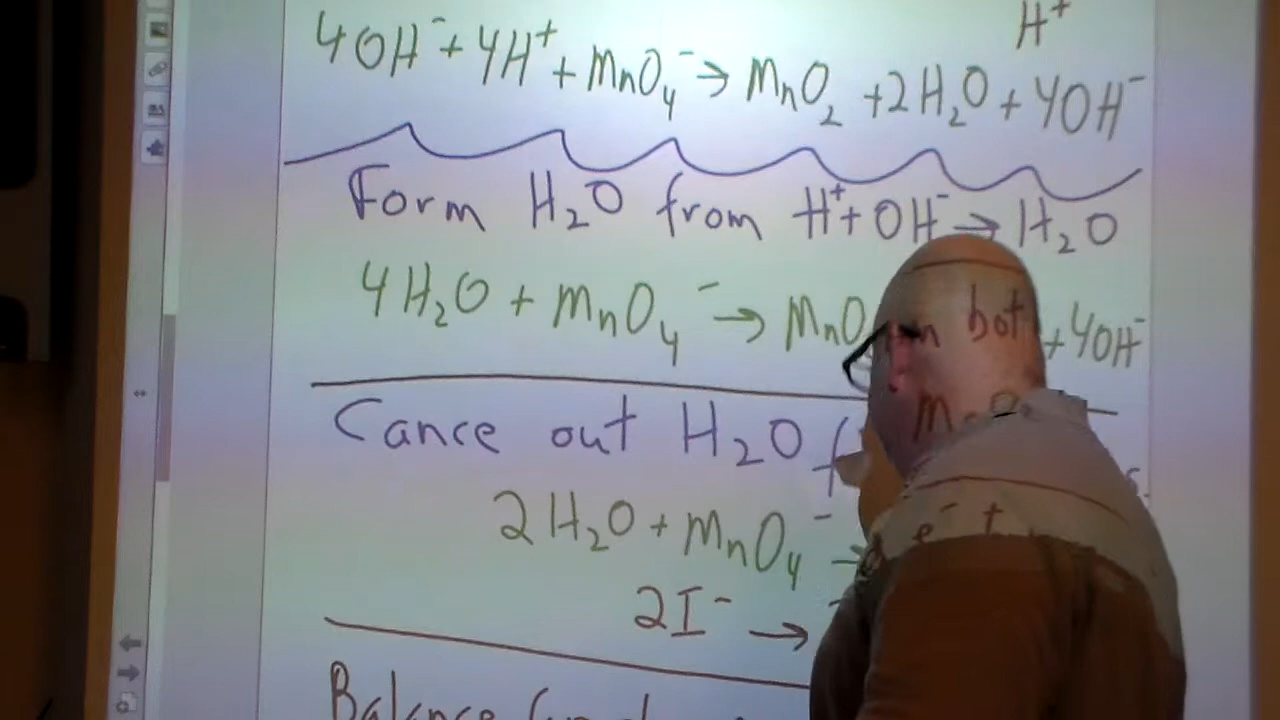 H⁺
4OH⁻ + 4H⁺ + MnO₄⁻ → MnO₂ + 2H₂O + 4OH⁻
Form H₂O from H⁺ + OH⁻ → H₂O
4H₂O + MnO₄⁻ → MnO + 4OH⁻
Cance out H₂O
2H₂O + MnO₄⁻ →
2I⁻ →
Balance